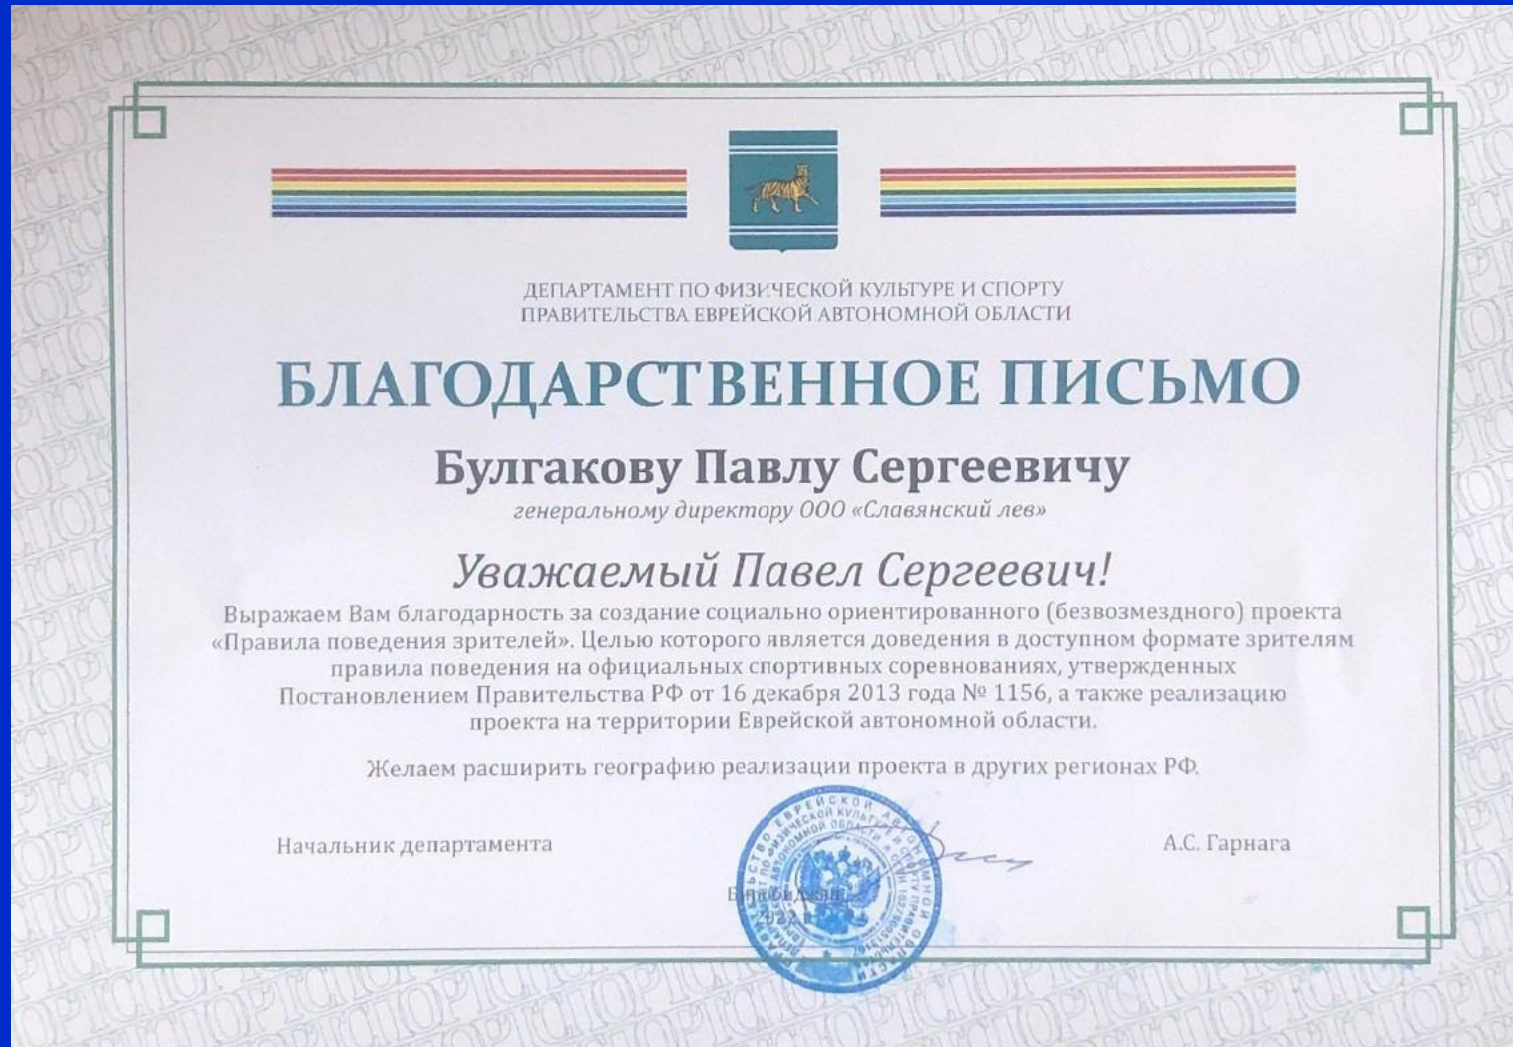 ДЕПАРТАМЕНТ ПО ФИЗИЧЕСКОЙ КУЛЬТУРЕ И СПОРТУ
ПРАВИТЕЛЬСТВА ЕВРЕЙСКОЙ АВТОНОМНОЙ ОБЛАСТИ
БЛАГОДАРСТВЕННОЕ ПИСЬМО
Булгакову Павлу Сергеевичу
генеральному директору ООО «Славянский лев»
Уважаемый Павел Сергеевич!
Выражаем Вам благодарность за создание социально ориентированного (безвозмездного) проекта
«Правила поведения зрителей». Целью которого является доведения в доступном формате зрителям
правила поведения на официальных спортивных соревнованиях, утвержденных
Постановлением Правительства РФ от 16 декабря 2013 года № 1156, а также реализацию
проекта на территории Еврейской автономной области.
Желаем расширить географию реализации проекта в других регионах РФ.
Начальник департамента
А.С. Гарнага
Биробиджан